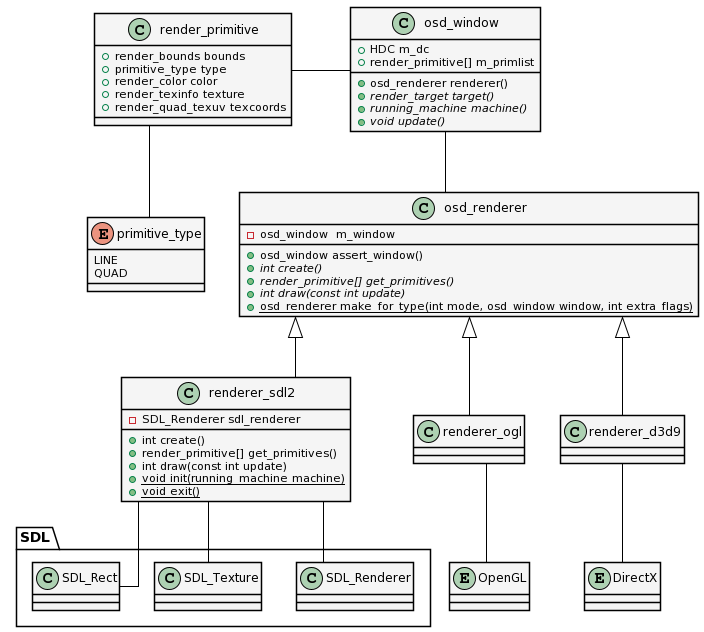 C render_primitive
render_bounds bounds
primitive_type type
render_color color
render_texinfo texture
render_quad_texuv texcoords
C osd_window
HDC m_dc
render_primitive[] m_primlist
osd_renderer renderer()
render_target target()
running_machine machine()
void update()
E primitive_type
LINE
QUAD
C osd_renderer
osd_window m_window
osd_window assert_window()
int create()
render_primitive[] get_primitives()
int draw(const int update)
osd_renderer make_for_type(int mode, osd_window window, int extra_flags)
C renderer_sdl2
SDL_Renderer sdl_renderer
int create()
render_primitive[] get_primitives()
int draw(const int update)
void init(running_machine machine)
void exit()
C renderer_ogl
C renderer_d3d9
SDL
C SDL_Rect
C SDL_Texture
C SDL_Renderer
E OpenGL
E DirectX